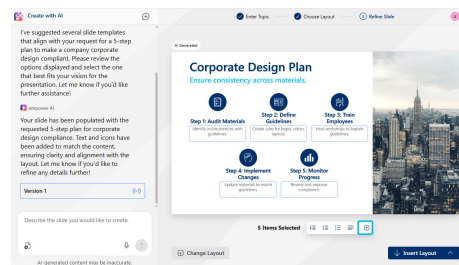 Create with AI
Enter Topic
Choose Layout
3 Refine Slide
I've suggested several slide templates
that align with your request for a 5-step
plan to make a company corporate
design compliant. Please review the
options displayed and select the one
that best fits your vision for the
presentation. Let me know if you'd like
further assistance!
empower AI
Your slide has been populated with the
requested 5-step plan for corporate
design compliance. Text and icons have
been added to match the content,
ensuring clarity and alignment with the
layout. Let me know if you'd like to
refine any details further!
Version 1
Describe the slide you would like to create.
AI-generated content may be inaccurate.
AI Generated
Corporate Design Plan
Ensure consistency across materials.
Step 1: Audit Materials
Identify inconsistencies with
guidelines.
Step 2: Define
Guidelines
Create rules for logos, colors,
layouts.
Step 3: Train
Employees
Host workshops to explain
guidelines.
Step 4: Implement
Changes
Update materials to match
guidelines.
Step 5: Monitor
Progress
Review and improve
compliance.
5 Items Selected
Change Layout
Insert Layout